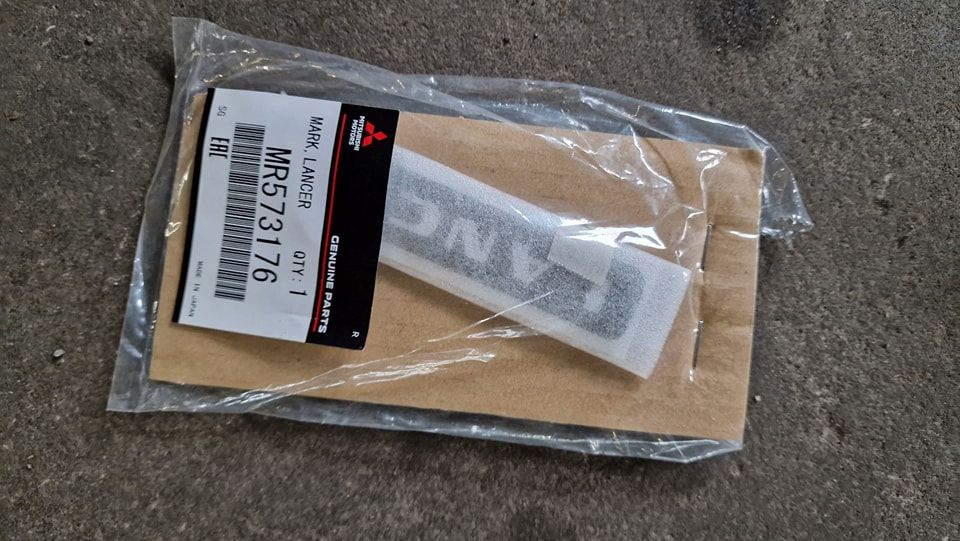 MITSUBISHI
MOTORS
GENUINE PARTS
R
MARK, LANCER
QTY: 1
MR573176
SG
EAC
MADE IN JAPAN
LANC